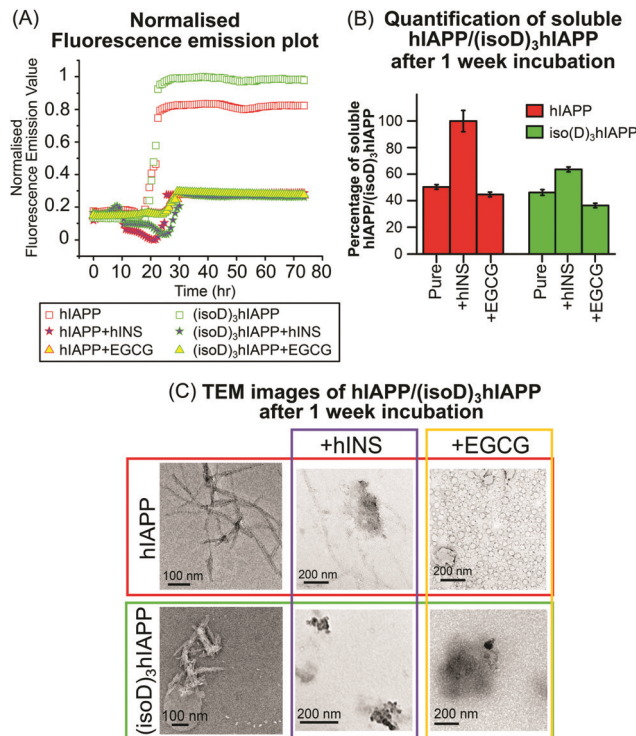 (A)
Normalised
Fluorescence emission plot
Normalised
Fluorescence Emission Value
1
0.8
0.6
0.4
0.2
0
0 10 20 30 40 50 60 70 80
Time (hr)
hIAPP
(isoD)₃hIAPP
hIAPP+hINS
(isoD)₃hIAPP+hINS
hIAPP+EGCG
(isoD)₃hIAPP+EGCG
(B)
Quantification of soluble
hIAPP/(isoD)₃hIAPP
after 1 week incubation
Percentage of soluble
hIAPP/(isoD)₃hIAPP
100
80
60
40
20
0
hIAPP
iso(D)₃hIAPP
Pure
+hINS
+EGCG
Pure
+hINS
+EGCG
(C) TEM images of hIAPP/(isoD)₃hIAPP
after 1 week incubation
+hINS
+EGCG
hIAPP
100 nm
200 nm
200 nm
(isoD)₃hIAPP
100 nm
200 nm
200 nm